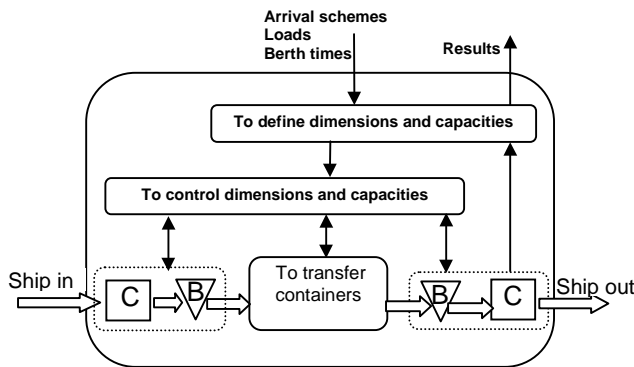 Arrival schemes
Loads
Berth times
Results
To define dimensions and capacities
To control dimensions and capacities
Ship in
C
B
To transfer
containers
B
C
Ship out